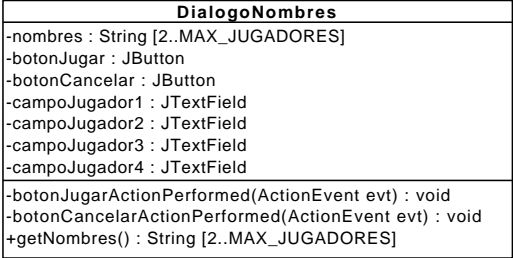 DialogoNombres
-nombres : String [2..MAX_JUGADORES]
-botonJugar : JButton
-botonCancelar : JButton
-campoJugador1 : JTextField
-campoJugador2 : JTextField
-campoJugador3 : JTextField
-campoJugador4 : JTextField
-botonJugarActionPerformed(ActionEvent evt) : void
-botonCancelarActionPerformed(ActionEvent evt) : void
+getNombres() : String [2..MAX_JUGADORES]